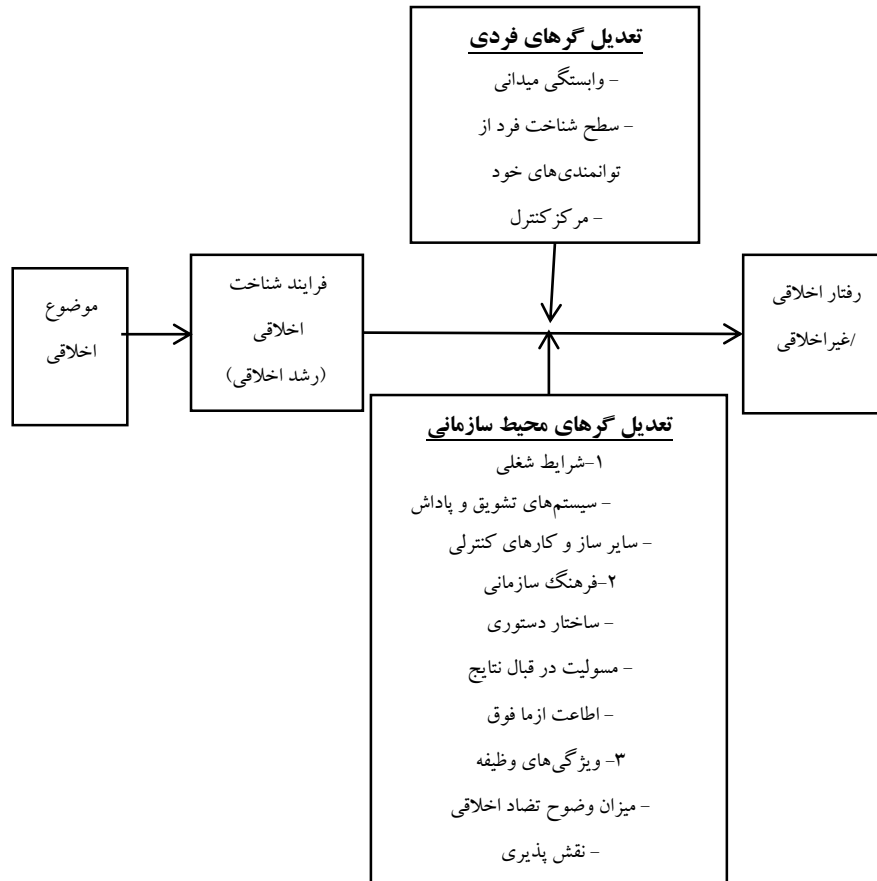 تعدیل گرهای فردی
- وابستگی میدانی
- سطح شناخت فرد از
توانمندی‌های خود
- مرکزکنترل
موضوع
اخلاقی
فرایند شناخت
اخلاقی
(رشد اخلاقی)
رفتار اخلاقی
/غیراخلاقی
تعدیل گرهای محیط سازمانی
۱-شرایط شغلی
- سیستم‌های تشویق و پاداش
- سایر ساز و کارهای کنترلی
۲-فرهنگ سازمانی
- ساختار دستوری
- مسولیت در قبال نتایج
- اطاعت ازما فوق
۳- ویژگی‌های وظیفه
- میزان وضوح تضاد اخلاقی
- نقش پذیری